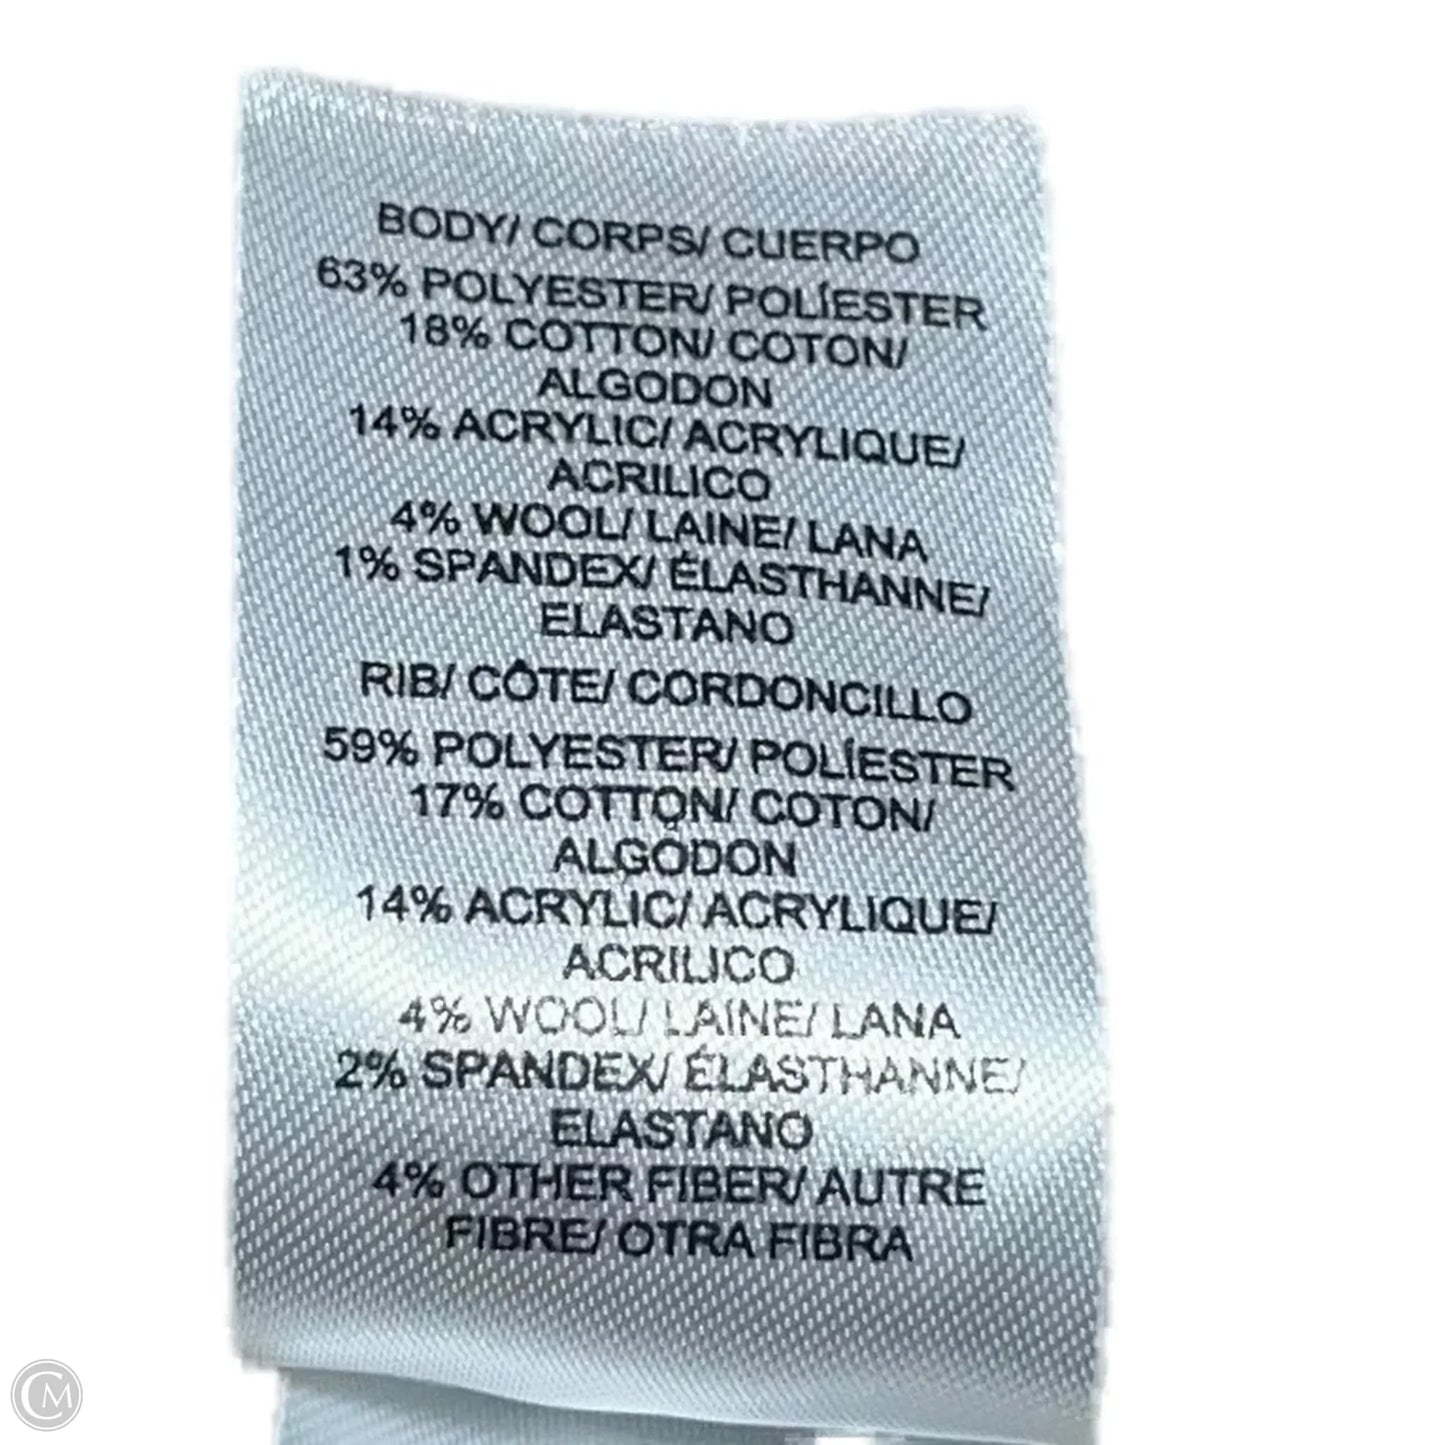 BODY/ CORPS/ CUERPO
63% POLYESTER/ POLÍESTER
18% COTTON/ COTON/
ALGODON
14% ACRYLIC/ ACRYLIQUE/
ACRILICO
4% WOOL/ LAINE/ LANA
1% SPANDEX/ ÉLASTHANNE/
ELASTANO
RIB/ CÔTE/ CORDONCILLO
59% POLYESTER/ POLÍESTER
17% COTTON/ COTON/
ALGODON
14% ACRYLIC/ ACRYLIQUE/
ACRILICO
4% WOOL/ LAINE/ LANA
2% SPANDEX/ ÉLASTHANNE/
ELASTANO
4% OTHER FIBER/ AUTRE
FIBRE/ OTRA FIBRA
CM